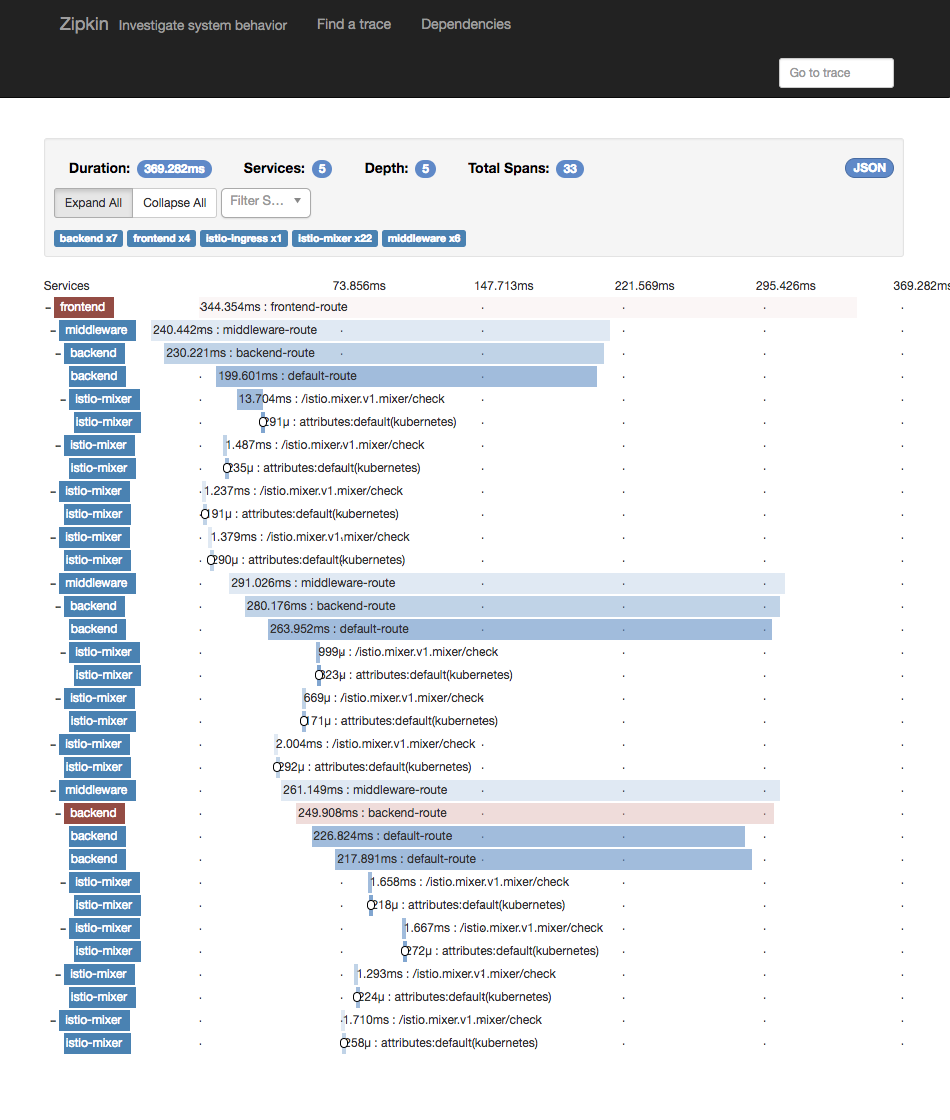 Zipkin Investigate system behavior Find a trace Dependencies
Go to trace
Duration: 369.282ms Services: 5 Depth: 5 Total Spans: 33 JSON
Expand All Collapse All Filter S...
backend x7 frontend x4 istio-ingress x1 istio-mixer x22 middleware x6
Services 73.856ms 147.713ms 221.569ms 295.426ms 369.282ms
– frontend 344.354ms : frontend-route
– middleware 240.442ms : middleware-route
– backend 230.221ms : backend-route
backend 199.601ms : default-route
– istio-mixer 13.704ms : /istio.mixer.v1.mixer/check
istio-mixer 291µ : attributes:default(kubernetes)
– istio-mixer 1.487ms : /istio.mixer.v1.mixer/check
istio-mixer 235µ : attributes:default(kubernetes)
– istio-mixer 1.237ms : /istio.mixer.v1.mixer/check
istio-mixer 191µ : attributes:default(kubernetes)
– istio-mixer 1.379ms : /istio.mixer.v1.mixer/check
istio-mixer 290µ : attributes:default(kubernetes)
– middleware 291.026ms : middleware-route
– backend 280.176ms : backend-route
backend 263.952ms : default-route
– istio-mixer 999µ : /istio.mixer.v1.mixer/check
istio-mixer 323µ : attributes:default(kubernetes)
– istio-mixer 669µ : /istio.mixer.v1.mixer/check
istio-mixer 171µ : attributes:default(kubernetes)
– istio-mixer 2.004ms : /istio.mixer.v1.mixer/check
istio-mixer 292µ : attributes:default(kubernetes)
– middleware 261.149ms : middleware-route
– backend 249.908ms : backend-route
backend 226.824ms : default-route
backend 217.891ms : default-route
– istio-mixer 1.658ms : /istio.mixer.v1.mixer/check
istio-mixer 218µ : attributes:default(kubernetes)
– istio-mixer 1.667ms : /istio.mixer.v1.mixer/check
istio-mixer 272µ : attributes:default(kubernetes)
– istio-mixer 1.293ms : /istio.mixer.v1.mixer/check
istio-mixer 224µ : attributes:default(kubernetes)
– istio-mixer 1.710ms : /istio.mixer.v1.mixer/check
istio-mixer 258µ : attributes:default(kubernetes)